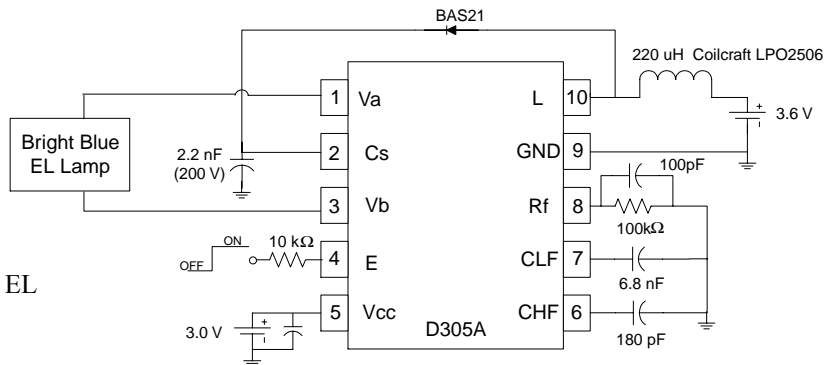 BAS21
220 uH Coilcraft LPO2506
1 Va
L 10
+
-
3.6 V
Bright Blue
EL Lamp
2.2 nF
(200 V)
2 Cs
GND 9
100pF
3 Vb
Rf 8
100kΩ
OFF ON
10 kΩ
4 E
CLF 7
6.8 nF
EL
3.0 V
+
-
5 Vcc
CHF 6
180 pF
D305A